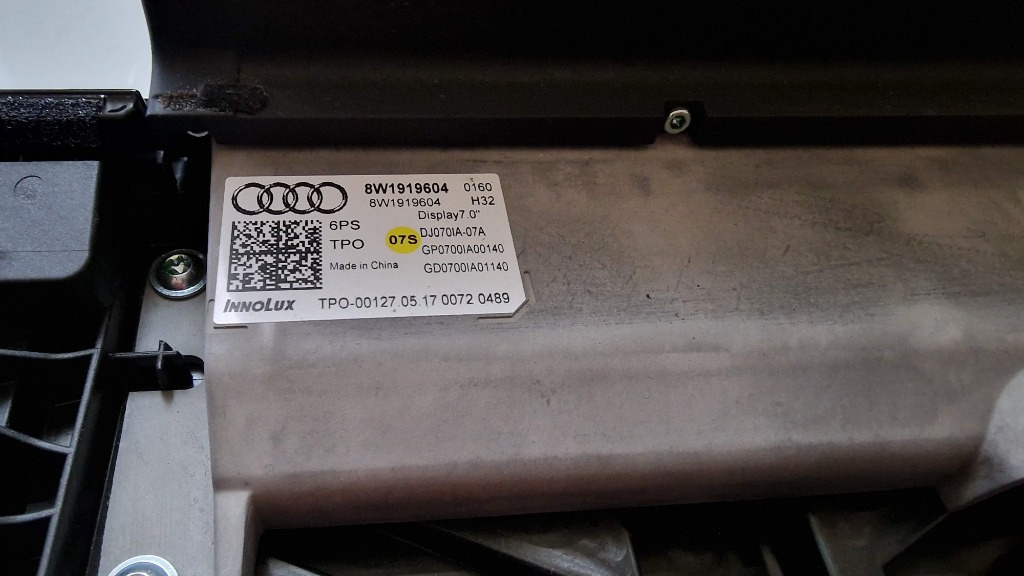 8W1919604 0160
8W1919604 H32
Display7.0"
6PS
DJ070IA-07A
TPO 07S
GP0700IA00140
Made in China GD0700IA01140
INNOLUX TPO-00127.05.17 0072 0489